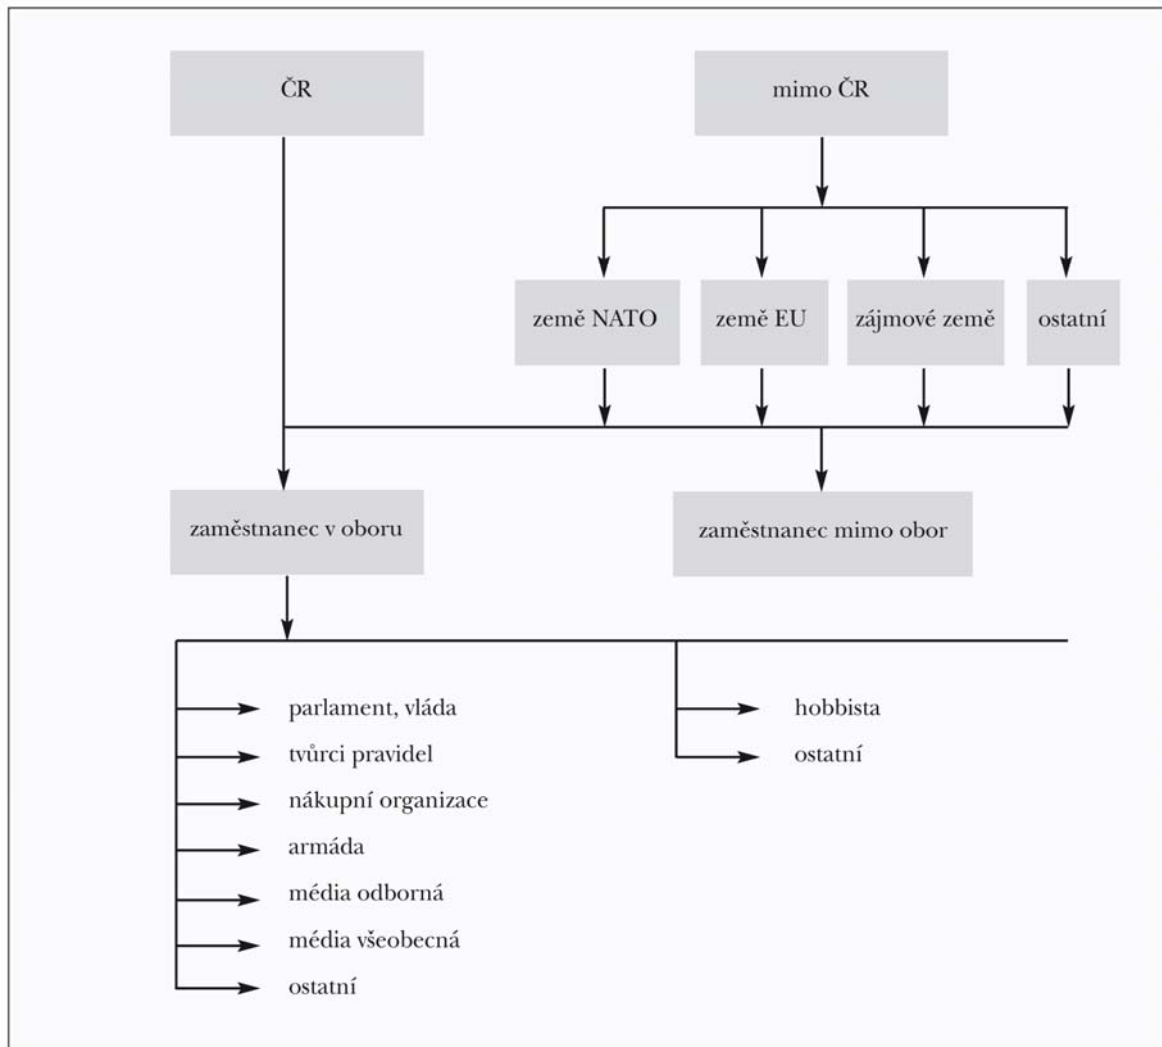 ČR
mimo ČR
země NATO
země EU
zájmové země
ostatní
zaměstnanec v oboru
zaměstnanec mimo obor
parlament, vláda
tvůrci pravidel
nákupní organizace
armáda
média odborná
média všeobecná
ostatní
hobbista
ostatní